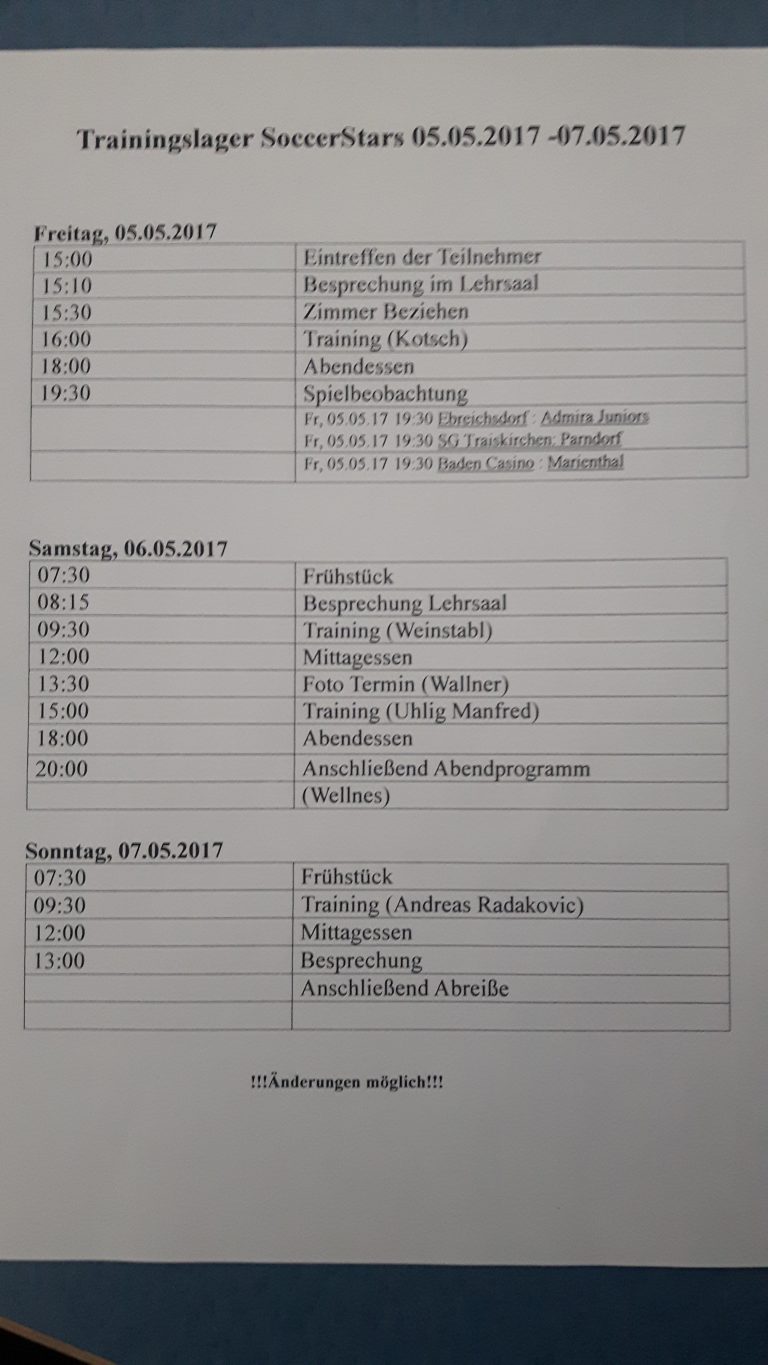 Trainingslager SoccerStars 05.05.2017 -07.05.2017
Freitag, 05.05.2017
15:00 Eintreffen der Teilnehmer
15:10 Besprechung im Lehrsaal
15:30 Zimmer Beziehen
16:00 Training (Kotsch)
18:00 Abendessen
19:30 Spielbeobachtung
Fr, 05.05.17 19:30 Ebreichsdorf : Admira Juniors
Fr, 05.05.17 19:30 SG Traiskirchen: Parndorf
Fr, 05.05.17 19:30 Baden Casino : Marienthal
Samstag, 06.05.2017
07:30 Frühstück
08:15 Besprechung Lehrsaal
09:30 Training (Weinstabl)
12:00 Mittagessen
13:30 Foto Termin (Wallner)
15:00 Training (Uhlig Manfred)
18:00 Abendessen
20:00 Anschließend Abendprogramm
(Wellnes)
Sonntag, 07.05.2017
07:30 Frühstück
09:30 Training (Andreas Radakovic)
12:00 Mittagessen
13:00 Besprechung
Anschließend Abreiße
!!!Änderungen möglich!!!